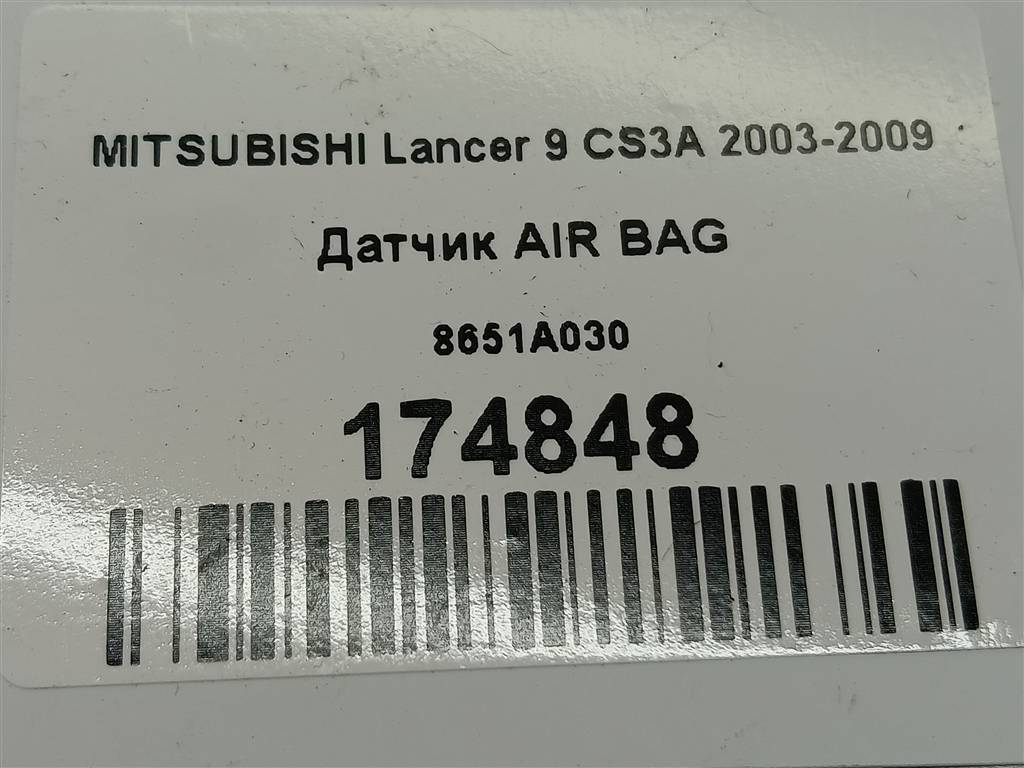 MITSUBISHI Lancer 9 CS3A 2003-2009
Датчик AIR BAG
8651A030
174848